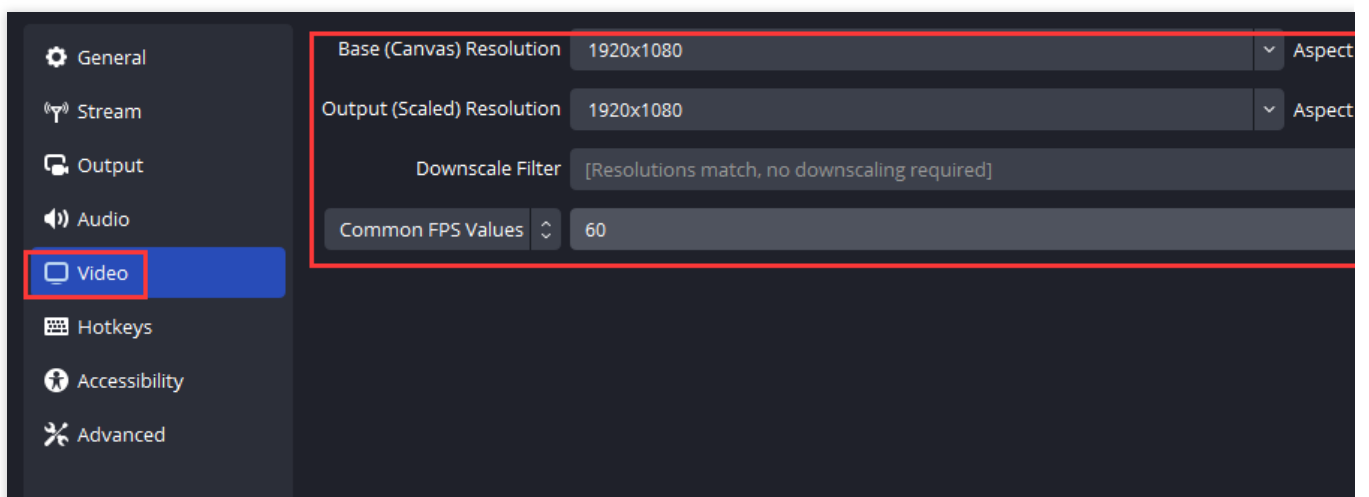 General
Stream
Output
Audio
Video
Hotkeys
Accessibility
Advanced
Base (Canvas) Resolution 1920x1080 Aspect
Output (Scaled) Resolution 1920x1080 Aspect
Downscale Filter [Resolutions match, no downscaling required]
Common FPS Values 60